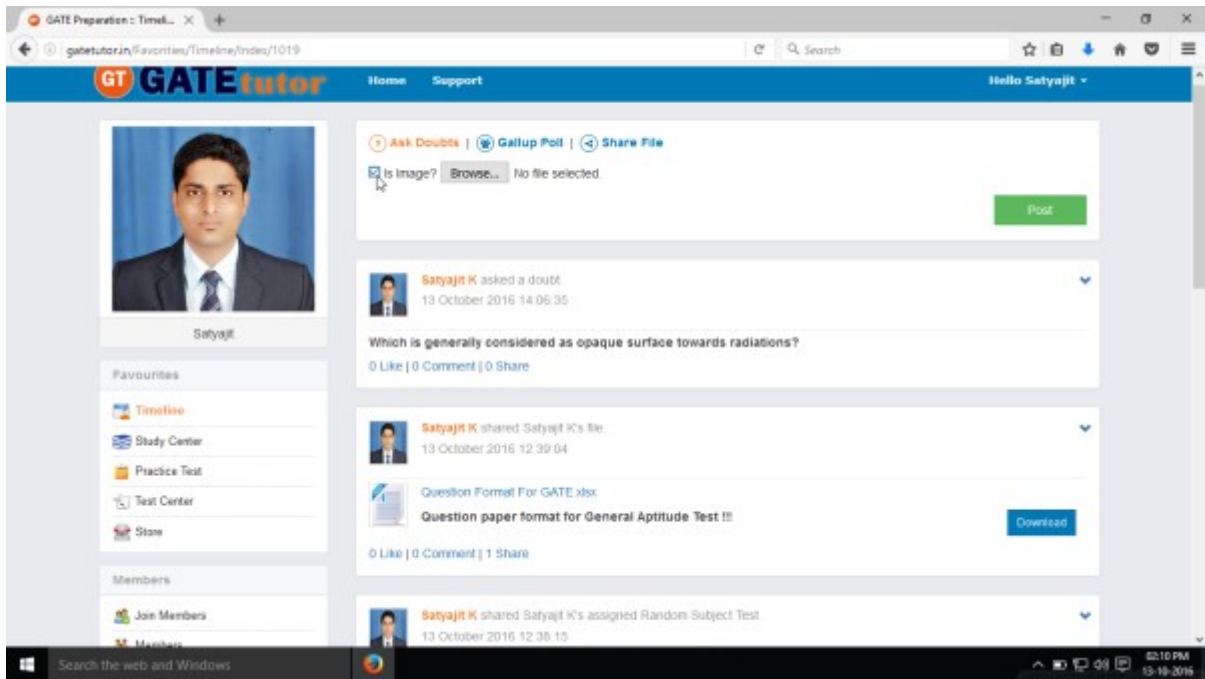 GATE Preparation :: Timeli...
gatetutor.in/Favorities/Timeline/Index/1019
Search
GT GATEtutor
Home
Support
Hello Satyajit
Ask Doubts | Gallup Poll | Share File
Is Image? Browse... No file selected.
Post
Satyajit K asked a doubt.
13 October 2016 14:06:35
Which is generally considered as opaque surface towards radiations?
0 Like | 0 Comment | 0 Share
Satyajit K shared Satyajit K's file.
13 October 2016 12:39:04
Question Format For GATE.xlsx
Question paper format for General Aptitude Test !!!
Download
0 Like | 0 Comment | 1 Share
Satyajit K shared Satyajit K's assigned Random Subject Test.
13 October 2016 12:38:15
Satyajit
Favourites
Timeline
Study Center
Practice Test
Test Center
Store
Members
Join Members
Members
Search the web and Windows
02:10 PM
13-10-2016